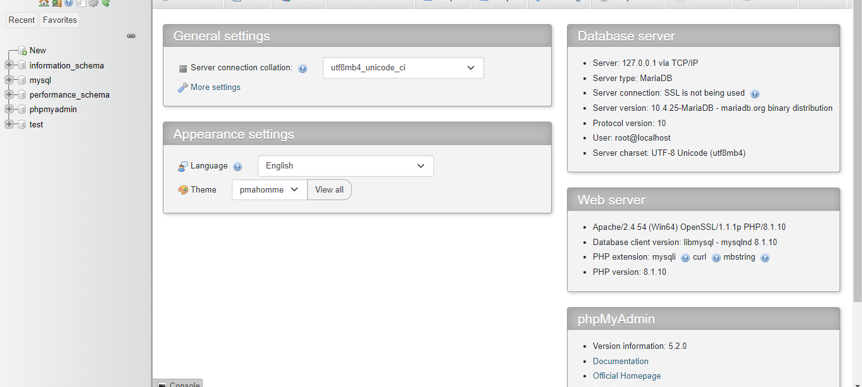 Recent
Favorites
New
information_schema
mysql
performance_schema
phpmyadmin
test
General settings
Server connection collation:
utf8mb4_unicode_ci
More settings
Appearance settings
Language
English
Theme
pmahomme
View all
Database server
Server: 127.0.0.1 via TCP/IP
Server type: MariaDB
Server connection: SSL is not being used
Server version: 10.4.25-MariaDB - mariadb.org binary distribution
Protocol version: 10
User: root@localhost
Server charset: UTF-8 Unicode (utf8mb4)
Web server
Apache/2.4.54 (Win64) OpenSSL/1.1.1p PHP/8.1.10
Database client version: libmysql - mysqlnd 8.1.10
PHP extension: mysqli curl mbstring
PHP version: 8.1.10
phpMyAdmin
Version information: 5.2.0
Documentation
Official Homepage
Console